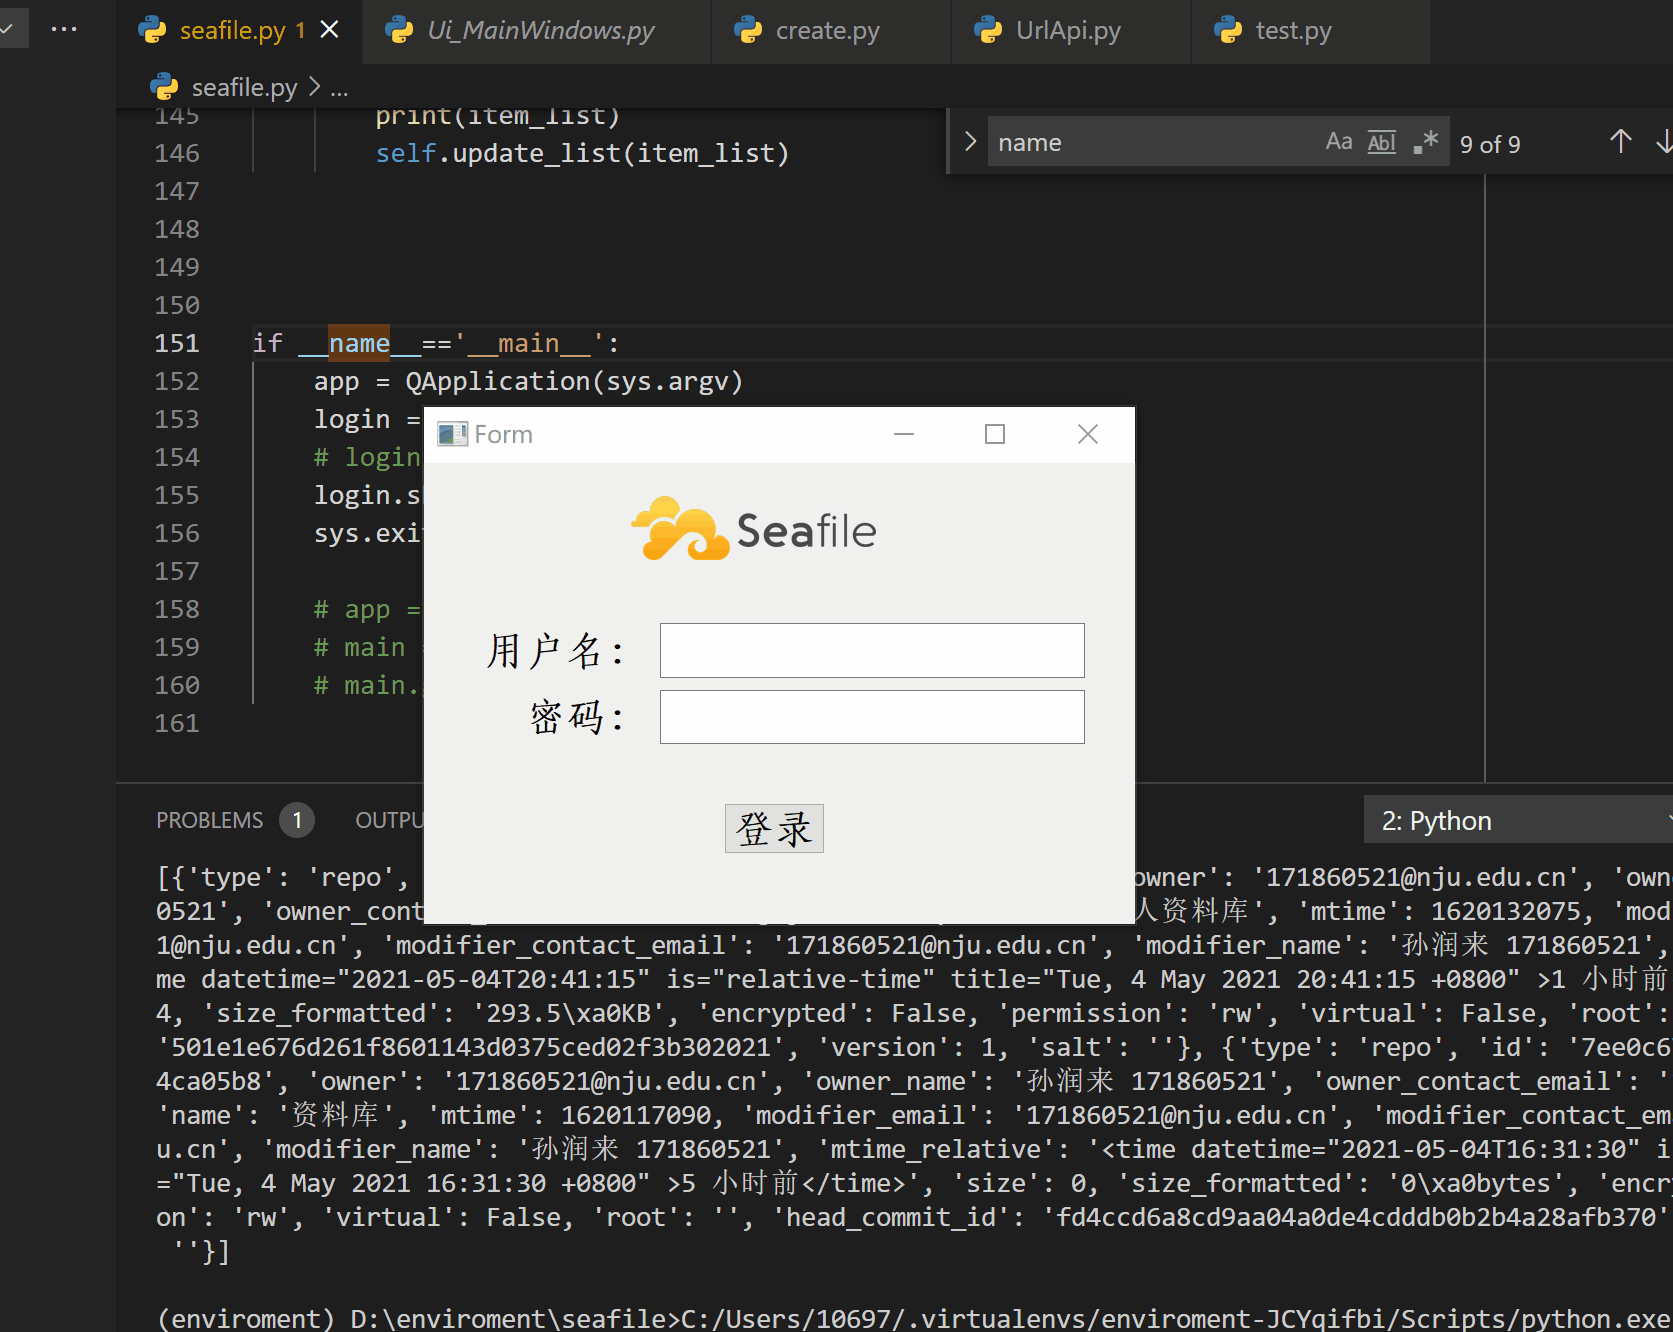 seafile.py 1
Ui_MainWindows.py
create.py
UrlApi.py
test.py
seafile.py > ...
name
Aa Abl .* 9 of 9
145 print(item_list)
146 self.update_list(item_list)
147
148
149
150
151 if __name__=='__main__':
152 app = QApplication(sys.argv)
153 login =
154 # login
155 login.s
156 sys.exi
157
158 # app =
159 # main
160 # main.
161
Form
Seafile
用户名：
密码：
登录
PROBLEMS 1 OUTPU
2: Python
[{'type': 'repo', owner': '171860521@nju.edu.cn', 'own
0521', 'owner_cont 人资料库', 'mtime': 1620132075, 'mod
1@nju.edu.cn', 'modifier_contact_email': '171860521@nju.edu.cn', 'modifier_name': '孙润来 171860521',
me datetime="2021-05-04T20:41:15" is="relative-time" title="Tue, 4 May 2021 20:41:15 +0800" >1 小时前
4, 'size_formatted': '293.5\xa0KB', 'encrypted': False, 'permission': 'rw', 'virtual': False, 'root':
'501e1e676d261f8601143d0375ced02f3b302021', 'version': 1, 'salt': ''}, {'type': 'repo', 'id': '7ee0c6
4ca05b8', 'owner': '171860521@nju.edu.cn', 'owner_name': '孙润来 171860521', 'owner_contact_email': '
'name': '资料库', 'mtime': 1620117090, 'modifier_email': '171860521@nju.edu.cn', 'modifier_contact_em
u.cn', 'modifier_name': '孙润来 171860521', 'mtime_relative': '<time datetime="2021-05-04T16:31:30" i
="Tue, 4 May 2021 16:31:30 +0800" >5 小时前</time>', 'size': 0, 'size_formatted': '0\xa0bytes', 'encr
on': 'rw', 'virtual': False, 'root': '', 'head_commit_id': 'fd4ccd6a8cd9aa04a0de4cdddb0b2b4a28afb370'
''}]
(enviroment) D:\enviroment\seafile>C:/Users/10697/.virtualenvs/enviroment-JCYqifbi/Scripts/python.exe